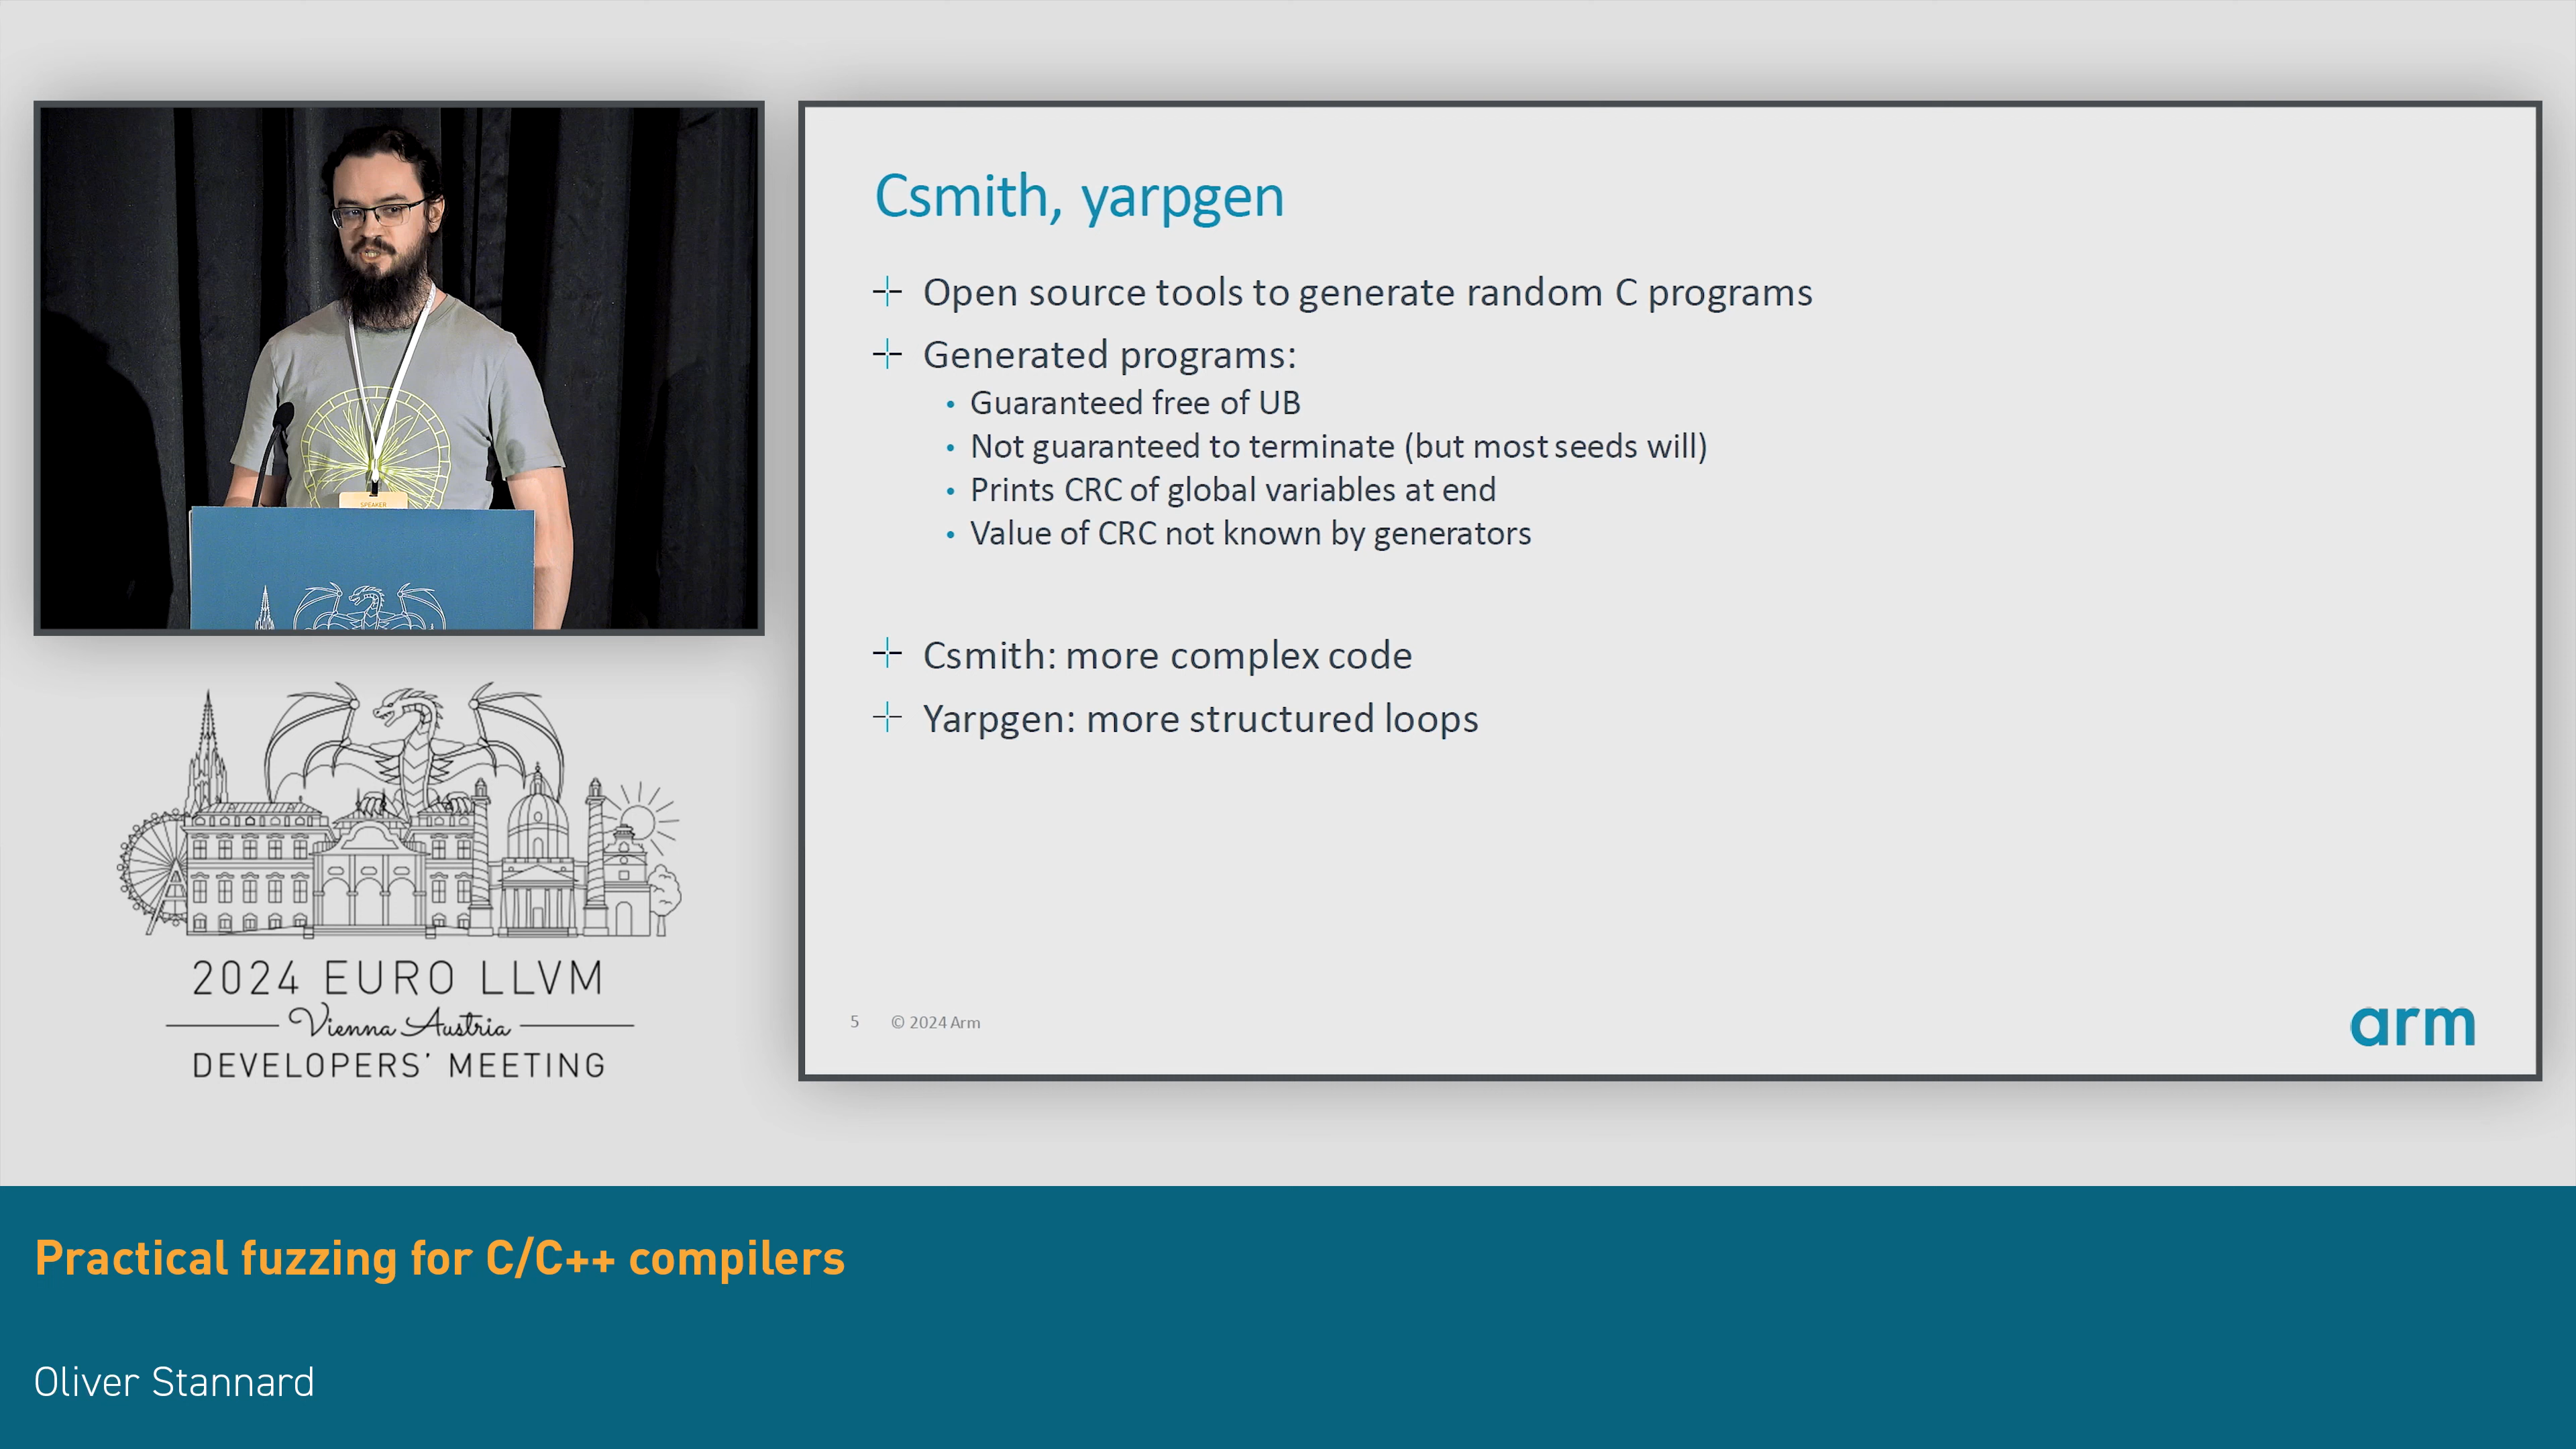 SPEAKER
2024 EURO LLVM
Vienna Austria
DEVELOPERS' MEETING
Csmith, yarpgen
Open source tools to generate random C programs
Generated programs:
• Guaranteed free of UB
• Not guaranteed to terminate (but most seeds will)
• Prints CRC of global variables at end
• Value of CRC not known by generators
Csmith: more complex code
Yarpgen: more structured loops
5 © 2024 Arm
arm
Practical fuzzing for C/C++ compilers
Oliver Stannard